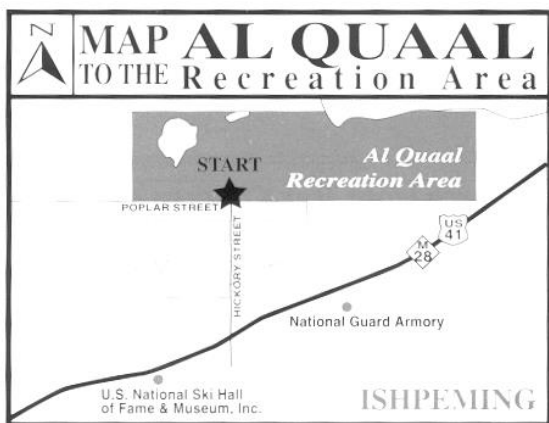 N
MAP
TO THE
AL QUAAL
Recreation Area
START
Al Quaal
Recreation Area
POPLAR STREET
HICKORY STREET
US
41
M
28
National Guard Armory
U.S. National Ski Hall
of Fame & Museum, Inc.
ISHPEMING